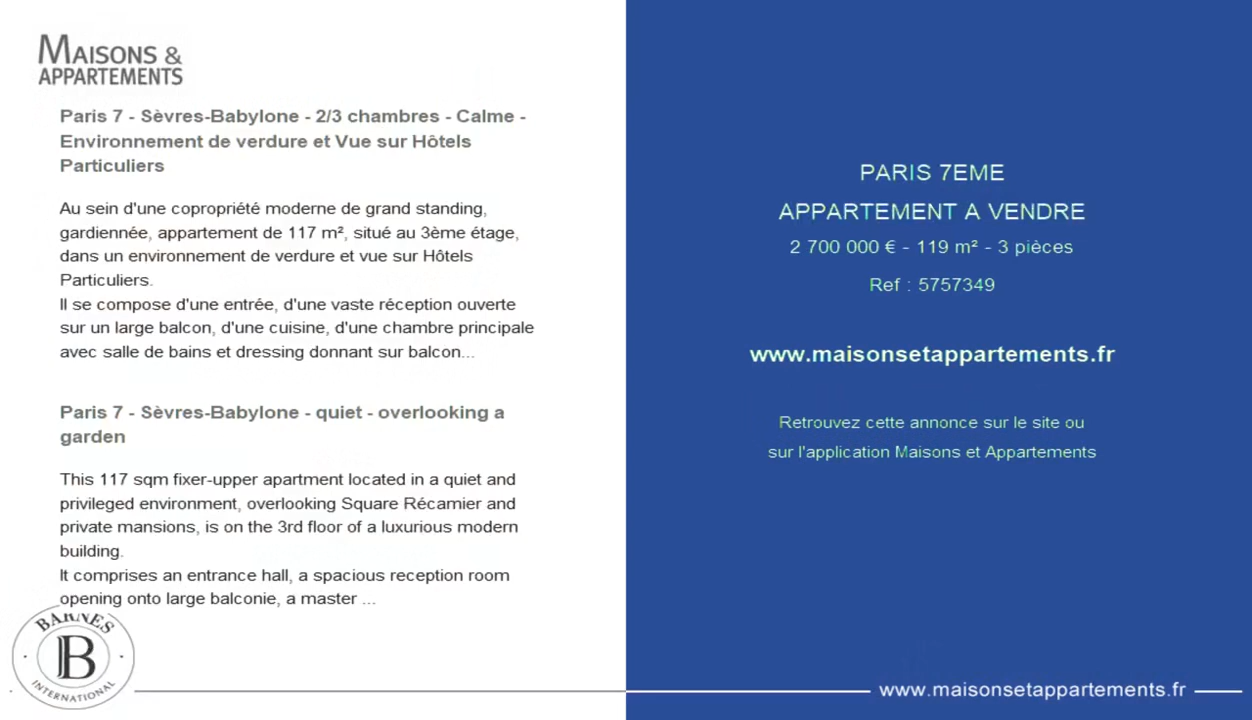 MAISONS &
APPARTEMENTS
Paris 7 - Sèvres-Babylone - 2/3 chambres - Calme -
Environnement de verdure et Vue sur Hôtels
Particuliers
Au sein d'une copropriété moderne de grand standing,
gardiennée, appartement de 117 m², situé au 3ème étage,
dans un environnement de verdure et vue sur Hôtels
Particuliers.
Il se compose d'une entrée, d'une vaste réception ouverte
sur un large balcon, d'une cuisine, d'une chambre principale
avec salle de bains et dressing donnant sur balcon...
Paris 7 - Sèvres-Babylone - quiet - overlooking a
garden
This 117 sqm fixer-upper apartment located in a quiet and
privileged environment, overlooking Square Récamier and
private mansions, is on the 3rd floor of a luxurious modern
building.
It comprises an entrance hall, a spacious reception room
opening onto large balconie, a master ...
BARNES
B
INTERNATIONAL
PARIS 7EME
APPARTEMENT A VENDRE
2 700 000 € - 119 m² - 3 pièces
Ref : 5757349
www.maisonsetappartements.fr
Retrouvez cette annonce sur le site ou
sur l'application Maisons et Appartements
www.maisonsetappartements.fr